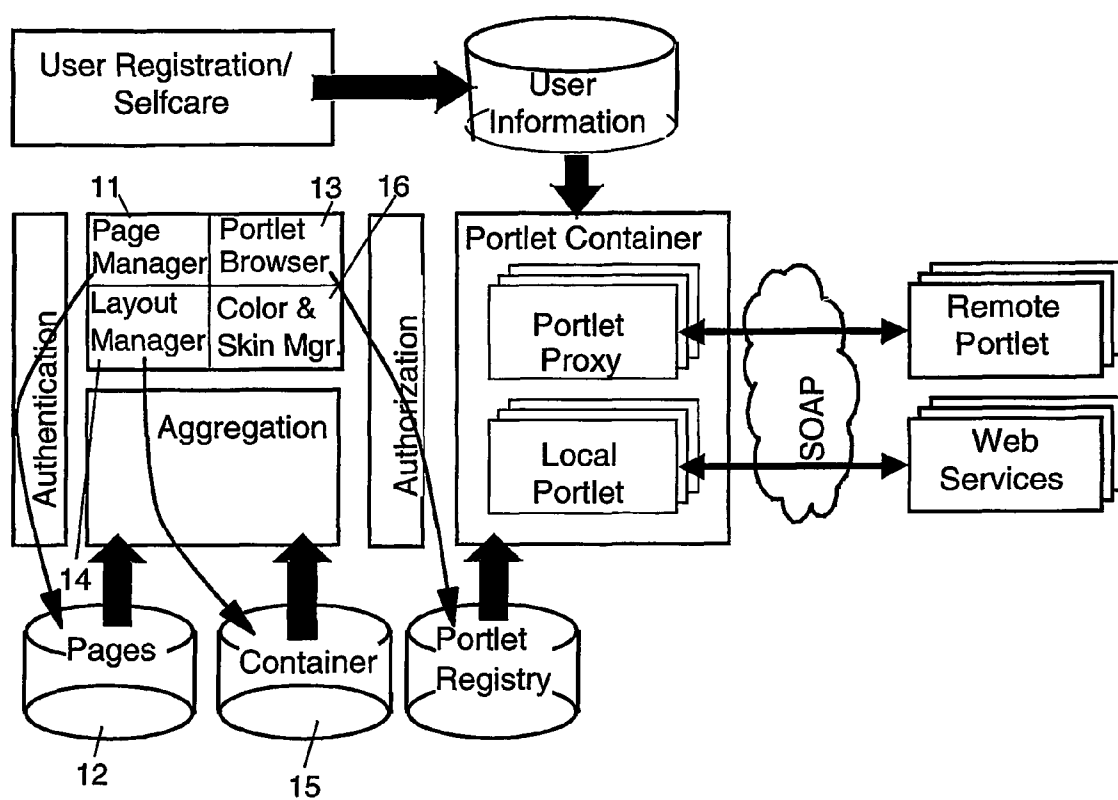 User Registration/
Selfcare
User
Information
11
13
16
Authentication
Page
Manager
Portlet
Browser
Layout
Manager
Color &
Skin Mgr.
Aggregation
Authorization
Portlet Container
Portlet
Proxy
Local
Portlet
SOAP
Remote
Portlet
Web
Services
14
Pages
Container
Portlet
Registry
12
15